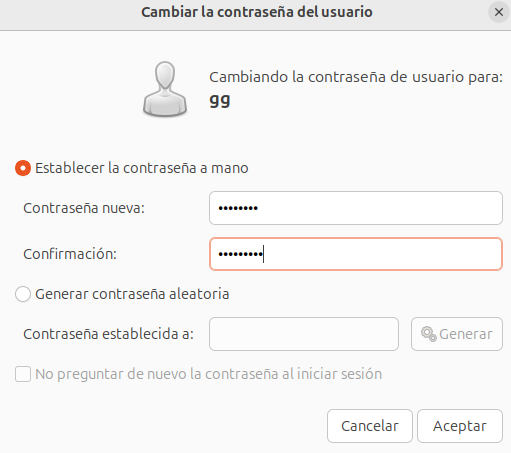 Cambiar la contraseña del usuario
Cambiando la contraseña de usuario para:
gg
Establecer la contraseña a mano
Contraseña nueva: ••••••••
Confirmación: •••••••••
Generar contraseña aleatoria
Contraseña establecida a: Generar
No preguntar de nuevo la contraseña al iniciar sesión
Cancelar Aceptar